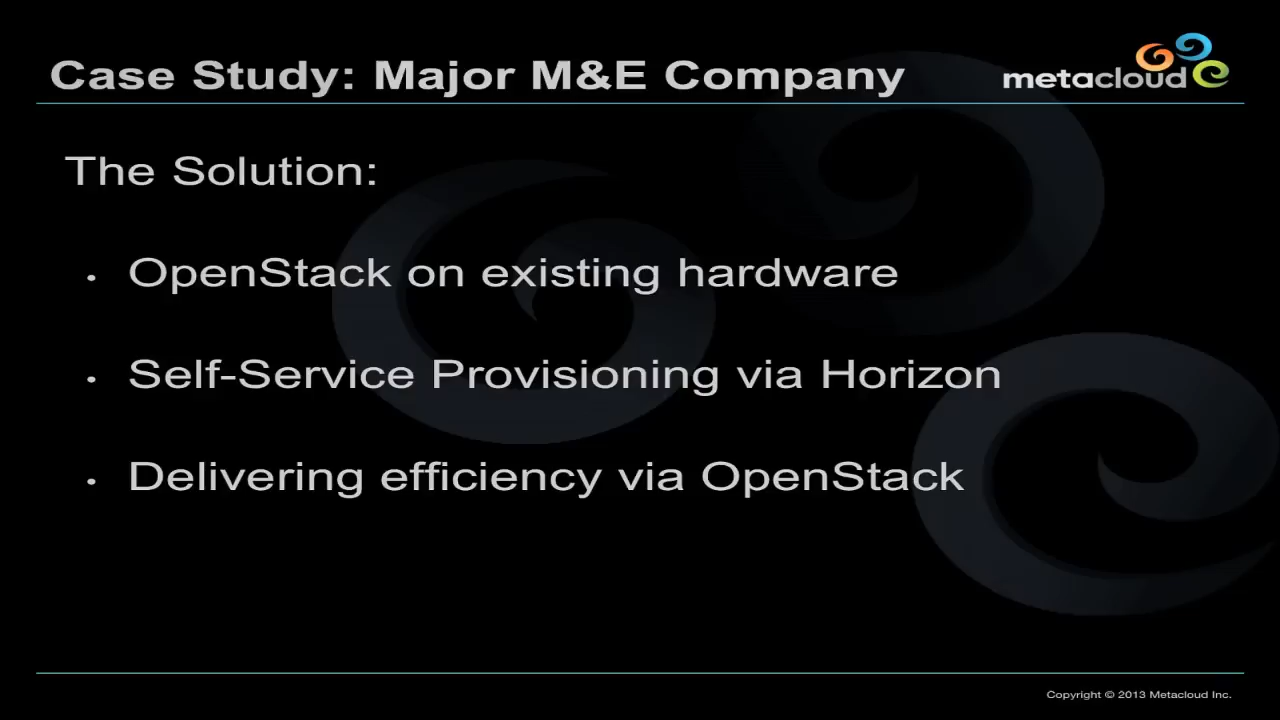 Case Study: Major M&E Company
metacloud
The Solution:
• OpenStack on existing hardware
• Self-Service Provisioning via Horizon
• Delivering efficiency via OpenStack
Copyright © 2013 Metacloud Inc.